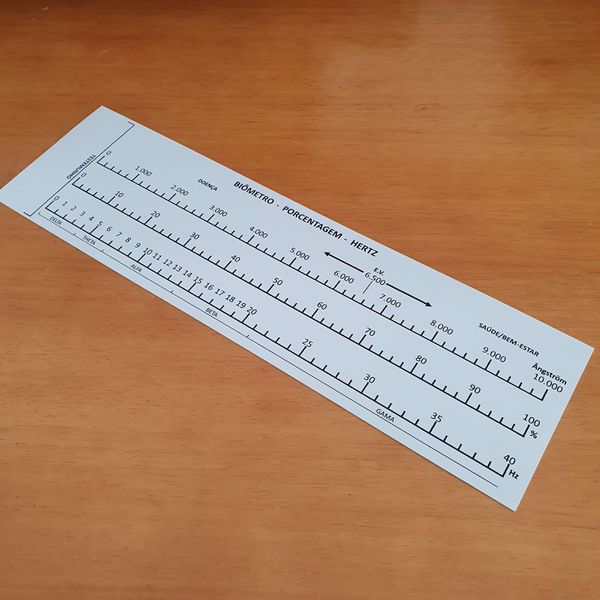 BIÔMETRO - PORCENTAGEM - HERTZ
DOENÇA
E.V.
6.500
SAÚDE/BEM-ESTAR
0 1.000 2.000 3.000 4.000 5.000 6.000 7.000 8.000 9.000 10.000
Ångström
0 10 20 30 40 50 60 70 80 90 100
%
0 1 2 3 4 5 6 7 8 9 10 11 12 13 14 15 16 17 18 19 20 25 30 35 40
Hz
DELTA THETA ALFA BETA GAMA